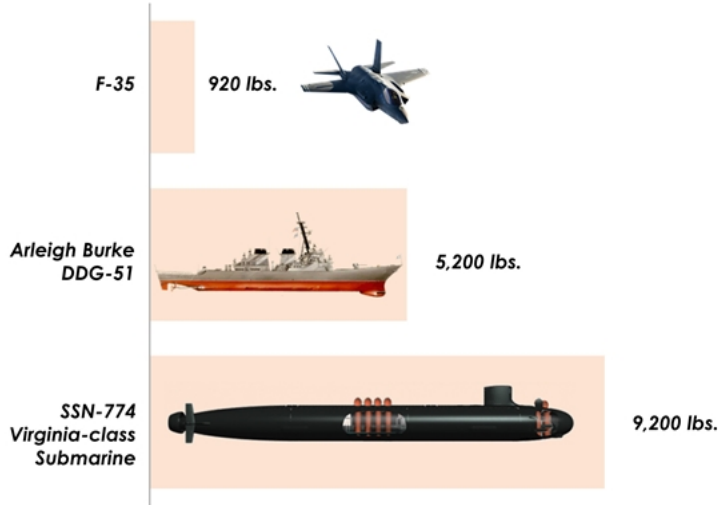 F-35
920 lbs.
Arleigh Burke
DDG-51
5,200 lbs.
SSN-774
Virginia-class
Submarine
9,200 lbs.